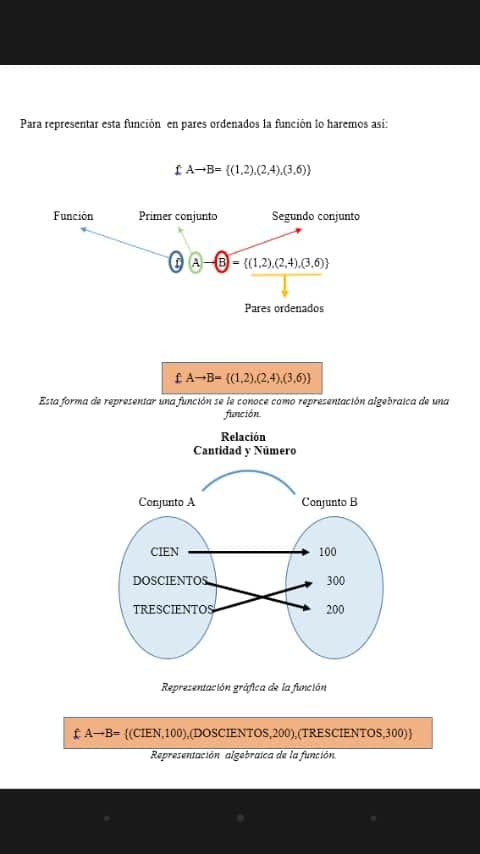 Para representar esta función en pares ordenados la función lo haremos así:
f: A→B= {(1,2),(2,4),(3,6)}
Función Primer conjunto Segundo conjunto
f: A→B = {(1,2),(2,4),(3,6)}
Pares ordenados
f: A→B= {(1,2),(2,4),(3,6)}
Esta forma de representar una función se le conoce como representación algebraica de una
función.
Relación
Cantidad y Número
Conjunto A Conjunto B
CIEN 100
DOSCIENTOS 300
TRESCIENTOS 200
Representación gráfica de la función
f: A→B= {(CIEN,100),(DOSCIENTOS,200),(TRESCIENTOS,300)}
Representación algebraica de la función.